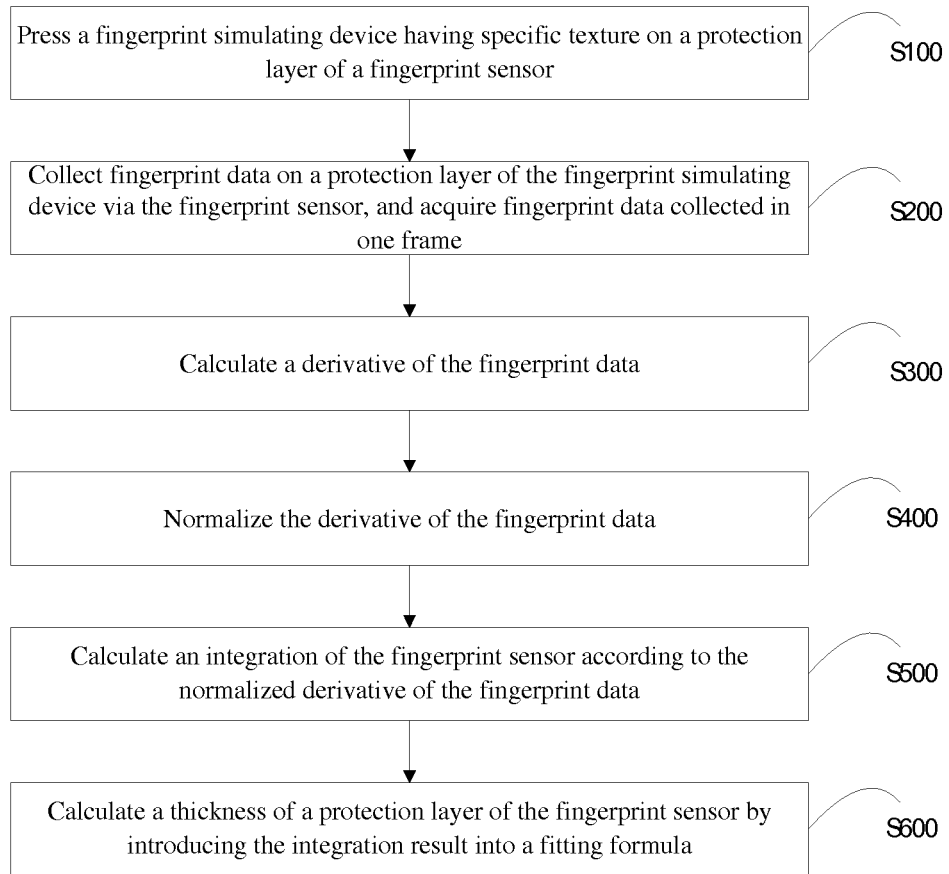 Press a fingerprint simulating device having specific texture on a protection
layer of a fingerprint sensor
S100
Collect fingerprint data on a protection layer of the fingerprint simulating
device via the fingerprint sensor, and acquire fingerprint data collected in
one frame
S200
Calculate a derivative of the fingerprint data
S300
Normalize the derivative of the fingerprint data
S400
Calculate an integration of the fingerprint sensor according to the
normalized derivative of the fingerprint data
S500
Calculate a thickness of a protection layer of the fingerprint sensor by
introducing the integration result into a fitting formula
S600